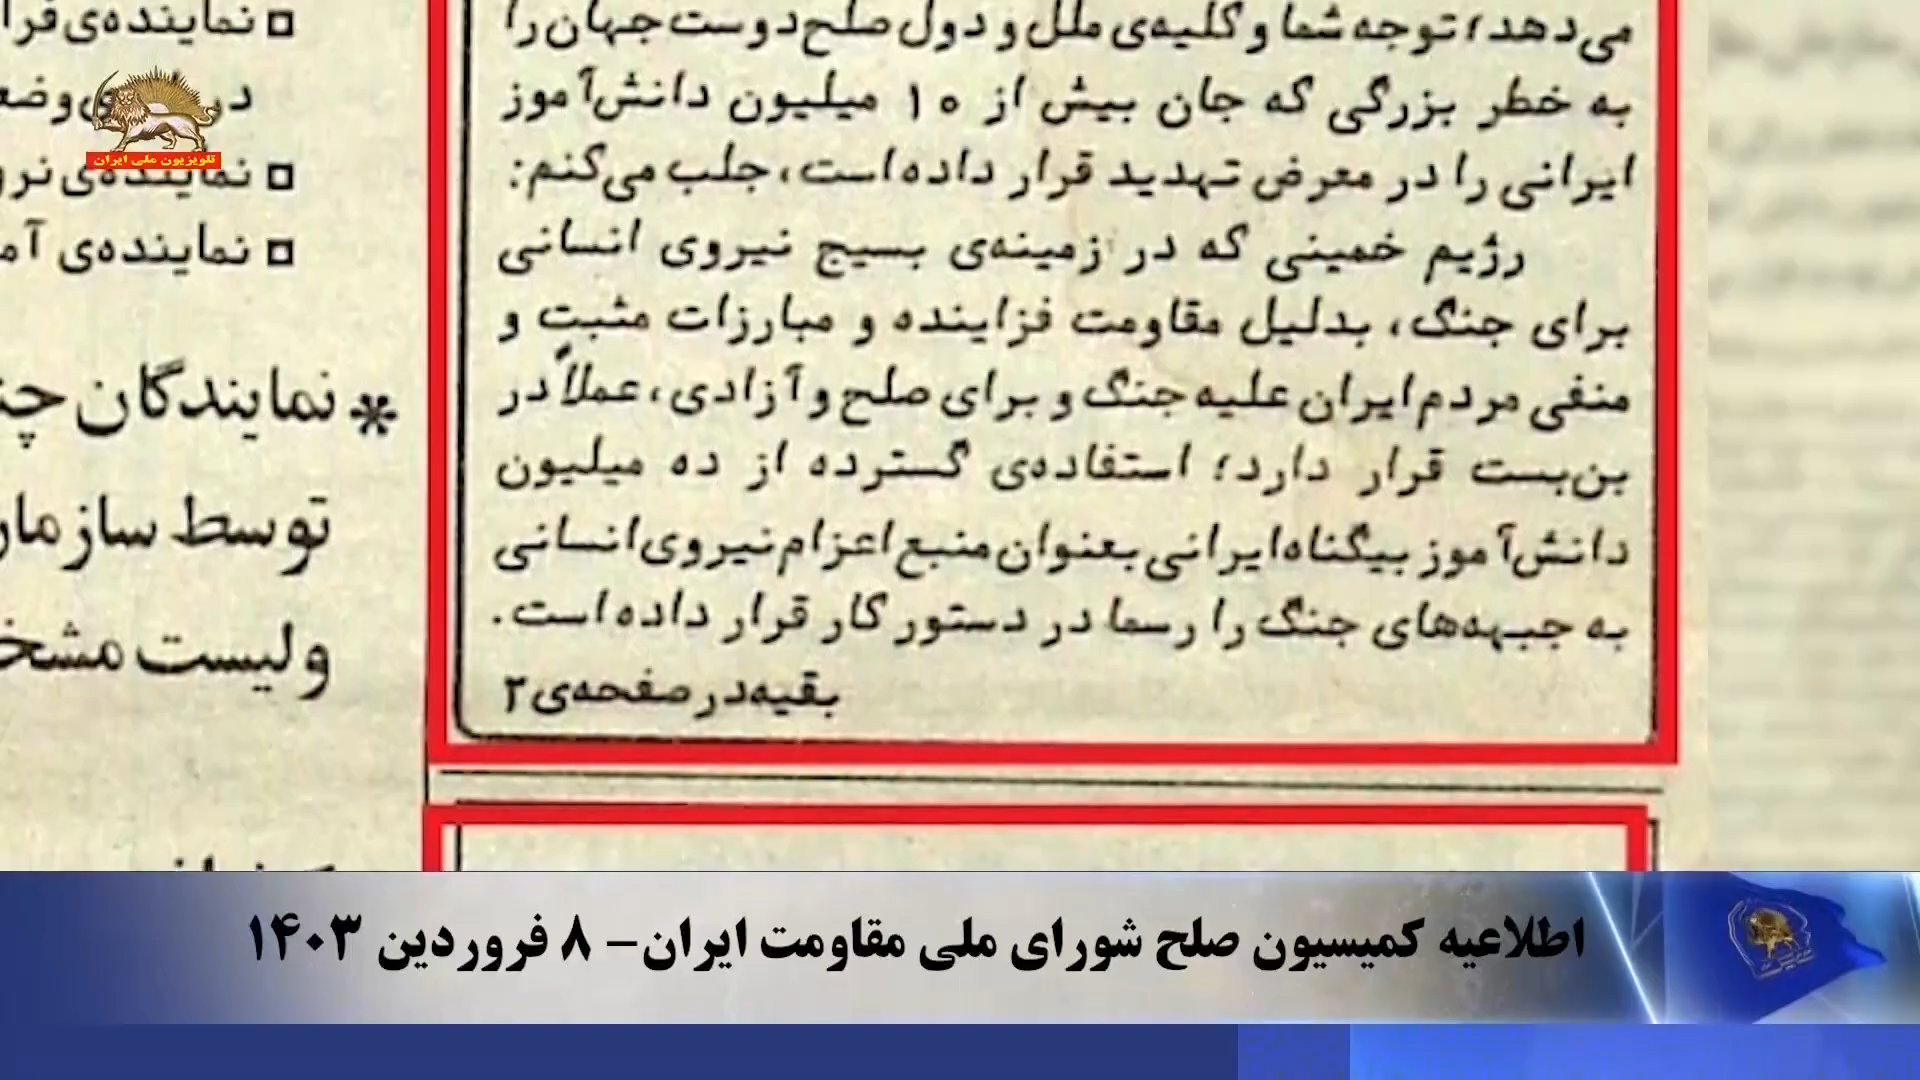 می‌دهد؛ توجه شما و کلیه‌ی ملل و دول صلح‌دوست جهان را
به خطر بزرگی که جان بیش از ۱۰ میلیون دانش‌آموز
ایرانی را در معرض تهدید قرار داده است، جلب می‌کنم:
رژیم خمینی که در زمینه‌ی بسیج نیروی انسانی
برای جنگ، بدلیل مقاومت فزاینده و مبارزات مثبت و
منفی مردم ایران علیه جنگ و برای صلح و آزادی، عملاً در
بن‌بست قرار دارد؛ استفاده‌ی گسترده از ده میلیون
دانش‌آموز بیگناه ایرانی بعنوان منبع اعزام نیروی انسانی
به جبهه‌های جنگ را رسما در دستور کار قرار داده است.
بقیه در صفحه‌ی ۲
نماینده‌ی
نماینده‌ی
نماینده‌ی
* نمایندگان
توسط
و لیست
تلویزیون ملی ایران
اطلاعیه کمیسیون صلح شورای ملی مقاومت ایران- ۸ فروردین ۱۴۰۳